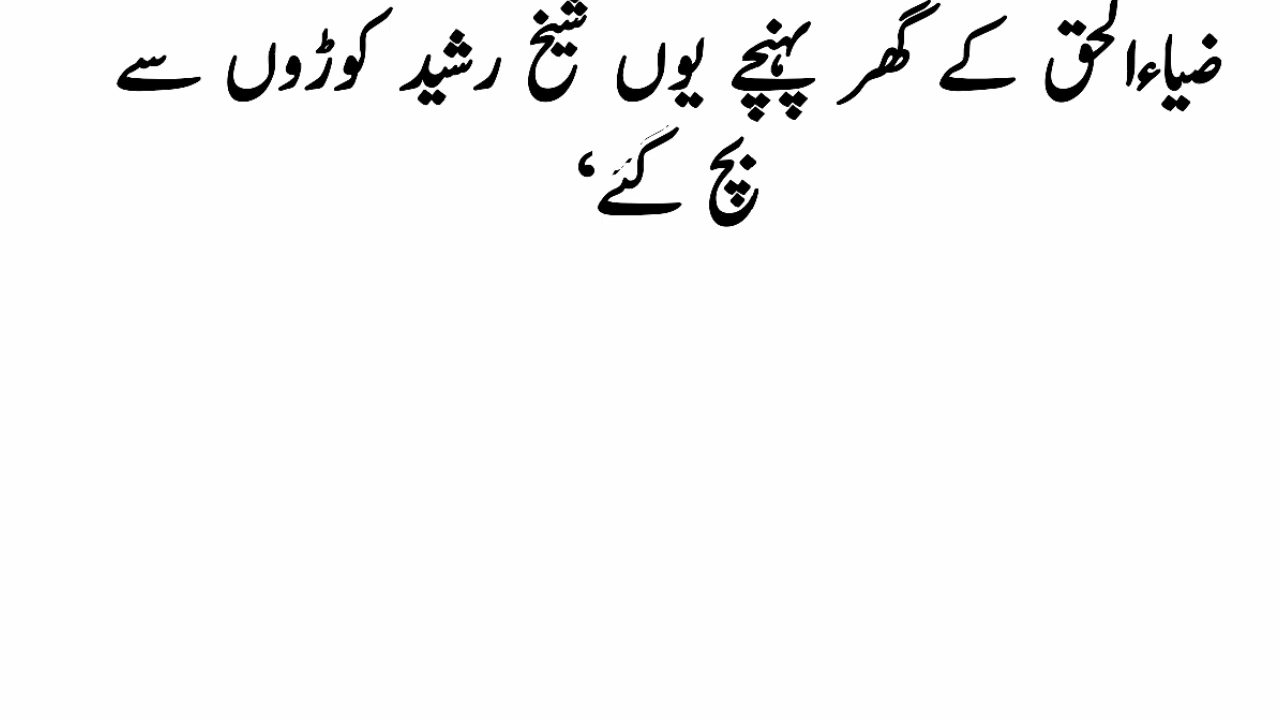 ضیاءالحق کے گھر پہنچے یوں شیخ رشید کوڑوں سے
بچ گئے‘